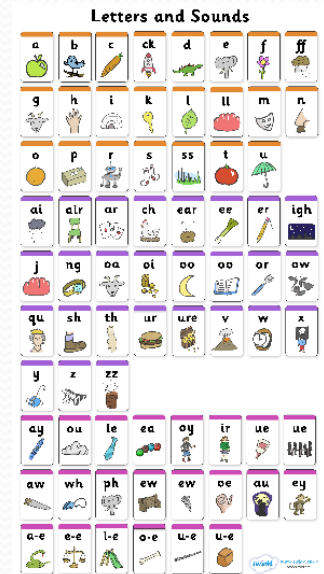 Letters and Sounds
a b c ck d e f ff
g h i k l ll m n
o p r s ss t u
ai air ar ch ear ee er igh
j ng oa oi oo oo or ow
qu sh th ur ure v w x
y z zz
ay ou ie ea oy ir ue ue
aw wh ph ew ew oe au ey
a-e e-e i-e o-e u-e u-e
twinkl